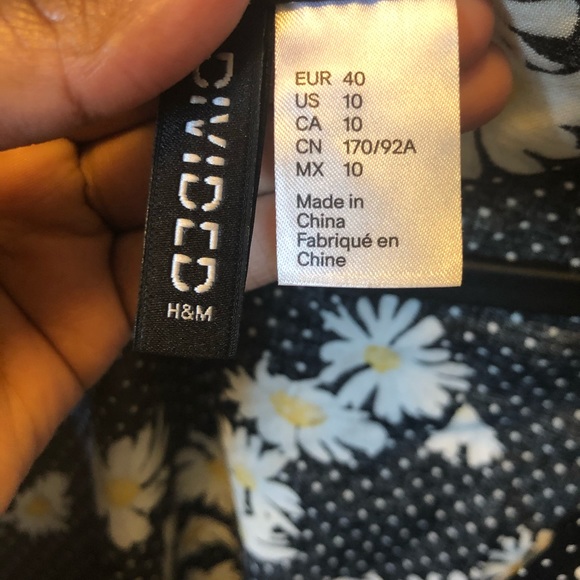 DIVIDED
H&M
EUR 40
US 10
CA 10
CN 170/92A
MX 10
Made in
China
Fabriqué en
Chine